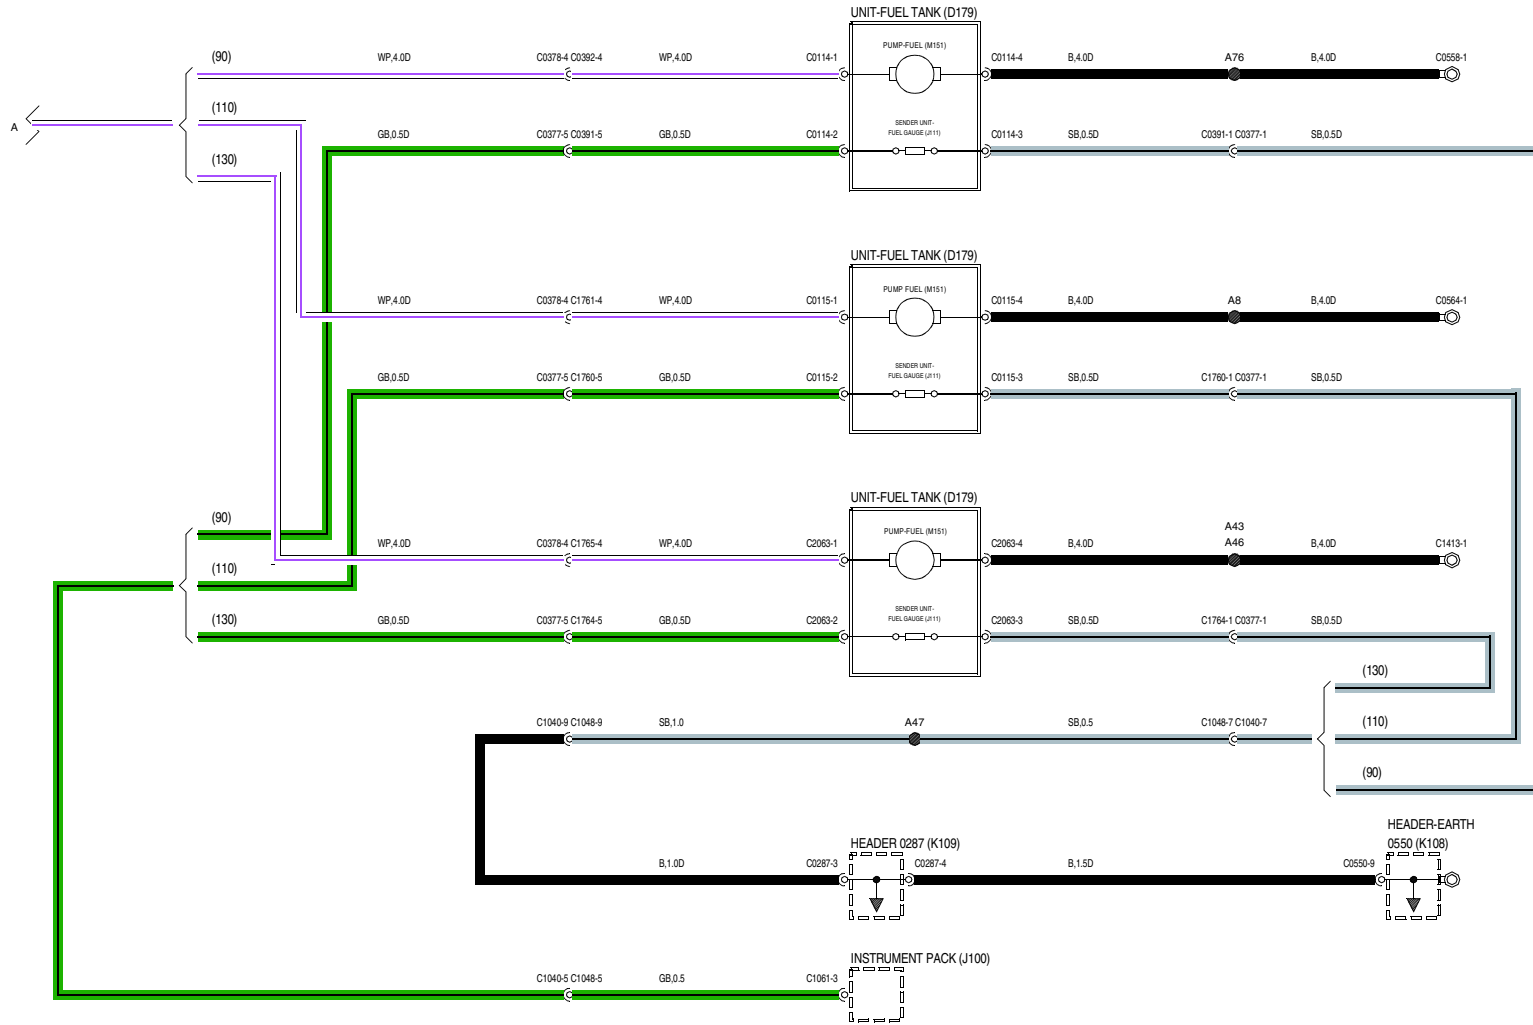 UNIT-FUEL TANK (D179)
(90)
WP,4.0D
C0378-4 C0392-4
WP,4.0D
C0114-1
PUMP-FUEL (M151)
C0114-4
B,4.0D
A76
B,4.0D
C0558-1
(110)
A
GB,0.5D
C0377-5 C0391-5
GB,0.5D
C0114-2
SENDER UNIT-
FUEL GAUGE (J111)
C0114-3
SB,0.5D
C0391-1 C0377-1
SB,0.5D
(130)
UNIT-FUEL TANK (D179)
WP,4.0D
C0378-4 C1761-4
WP,4.0D
C0115-1
PUMP FUEL (M151)
C0115-4
B,4.0D
A8
B,4.0D
C0564-1
GB,0.5D
C0377-5 C1760-5
GB,0.5D
C0115-2
SENDER UNIT-
FUEL GAUGE (J111)
C0115-3
SB,0.5D
C1760-1 C0377-1
SB,0.5D
UNIT-FUEL TANK (D179)
(90)
WP,4.0D
C0378-4 C1765-4
WP,4.0D
C2063-1
PUMP-FUEL (M151)
C2063-4
B,4.0D
A43
A46
B,4.0D
C1413-1
(110)
(130)
GB,0.5D
C0377-5 C1764-5
GB,0.5D
C2063-2
SENDER UNIT-
FUEL GAUGE (J111)
C2063-3
SB,0.5D
C1764-1 C0377-1
SB,0.5D
(130)
C1040-9 C1048-9
SB,1.0
A47
SB,0.5
C1048-7 C1040-7
(110)
(90)
HEADER 0287 (K109)
HEADER-EARTH
0550 (K108)
B,1.0D
C0287-3
C0287-4
B,1.5D
C0550-9
INSTRUMENT PACK (J100)
C1040-5 C1048-5
GB,0.5
C1061-3